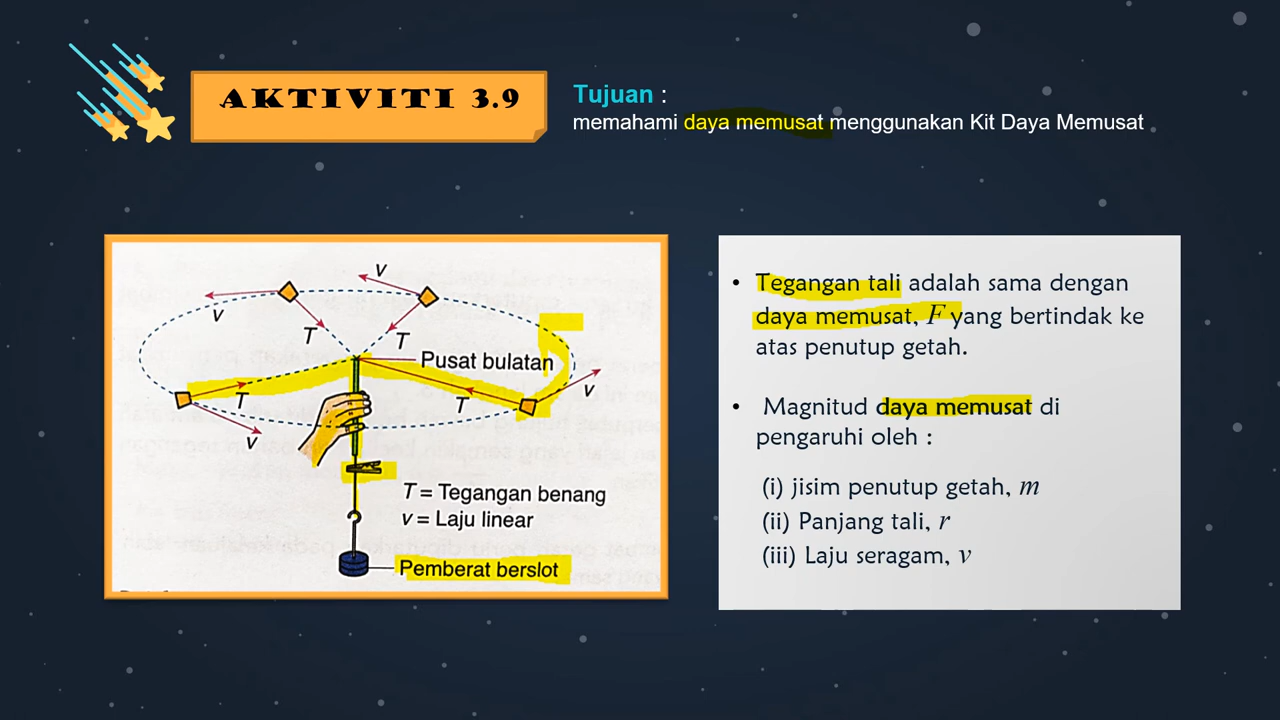 AKTIVITI 3.9
Tujuan :
memahami daya memusat menggunakan Kit Daya Memusat
v
v
T
T
Pusat bulatan
v
T
T
v
T = Tegangan benang
v = Laju linear
Pemberat berslot
• Tegangan tali adalah sama dengan
daya memusat, F yang bertindak ke
atas penutup getah.
• Magnitud daya memusat di
pengaruhi oleh :
(i) jisim penutup getah, m
(ii) Panjang tali, r
(iii) Laju seragam, v